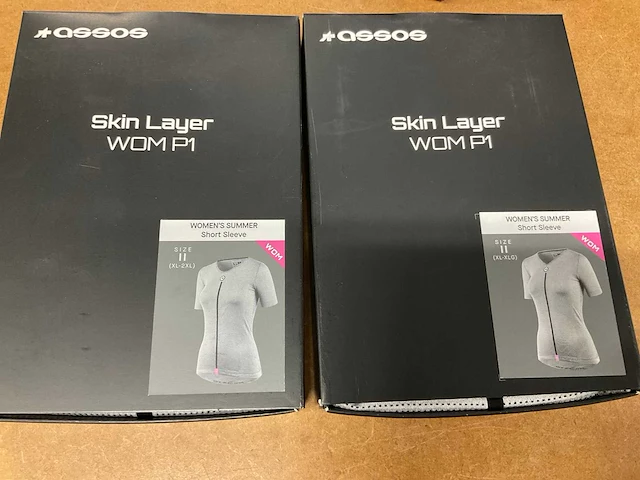 assos
Skin Layer
WOM P1
WOMEN'S SUMMER
Short Sleeve
SIZE
II
(XL-2XL)
WOM
assos
Skin Layer
WOM P1
WOMEN'S SUMMER
Short Sleeve
SIZE
II
(XL-XLG)
WOM